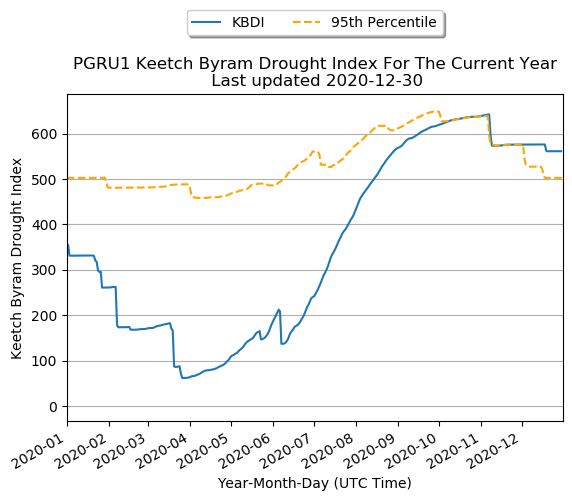 KBDI 95th Percentile
PGRU1 Keetch Byram Drought Index For The Current Year
Last updated 2020-12-30
Keetch Byram Drought Index
600
500
400
300
200
100
0
2020-01 2020-02 2020-03 2020-04 2020-05 2020-06 2020-07 2020-08 2020-09 2020-10 2020-11 2020-12
Year-Month-Day (UTC Time)